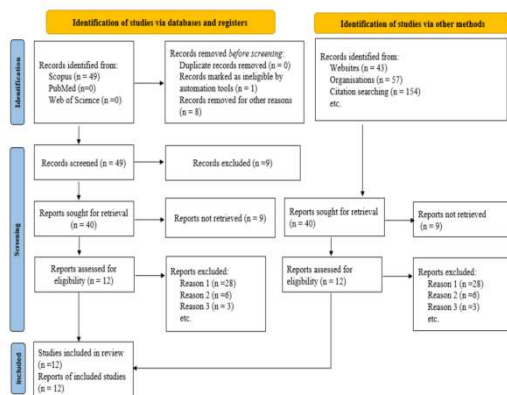 Identification of studies via databases and registers
Identification of studies via other methods
Identification
Records identified from:
Scopus (n = 49)
PubMed (n=0)
Web of Science (n =0)
Records removed before screening:
Duplicate records removed (n = 0)
Records marked as ineligible by
automation tools (n = 1)
Records removed for other reasons
(n = 8)
Records identified from:
Websites (n = 43)
Organisations (n = 57)
Citation searching (n = 154)
etc.
Screening
Records screened (n = 49)
Records excluded (n =9)
Reports sought for retrieval
(n = 40)
Reports not retrieved (n = 9)
Reports sought for retrieval
(n = 40)
Reports not retrieved
(n = 9)
Reports assessed for
eligibility (n = 12)
Reports excluded:
Reason 1 (n =28)
Reason 2 (n =6)
Reason 3 (n = 3)
etc.
Reports assessed for
eligibility (n = 12)
Reports excluded:
Reason 1 (n =28)
Reason 2 (n =6)
Reason 3 (n =3)
etc.
Included
Studies included in review
(n =12)
Reports of included studies
(n = 12)